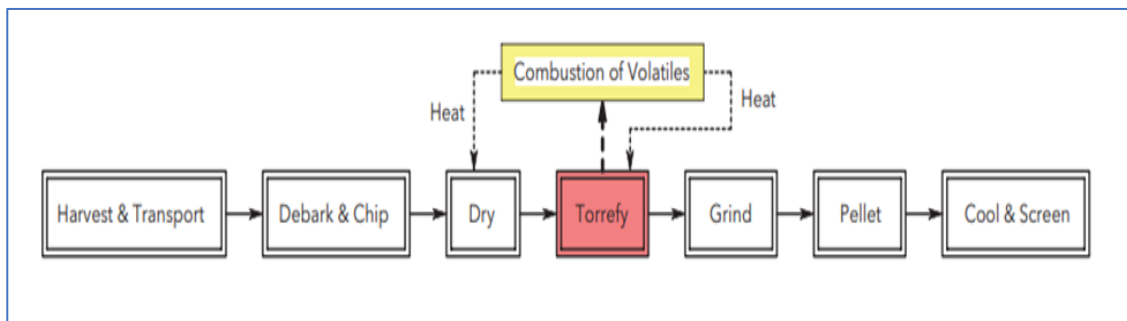 Combustion of Volatiles
Heat
Heat
Harvest & Transport
Debark & Chip
Dry
Torrefy
Grind
Pellet
Cool & Screen